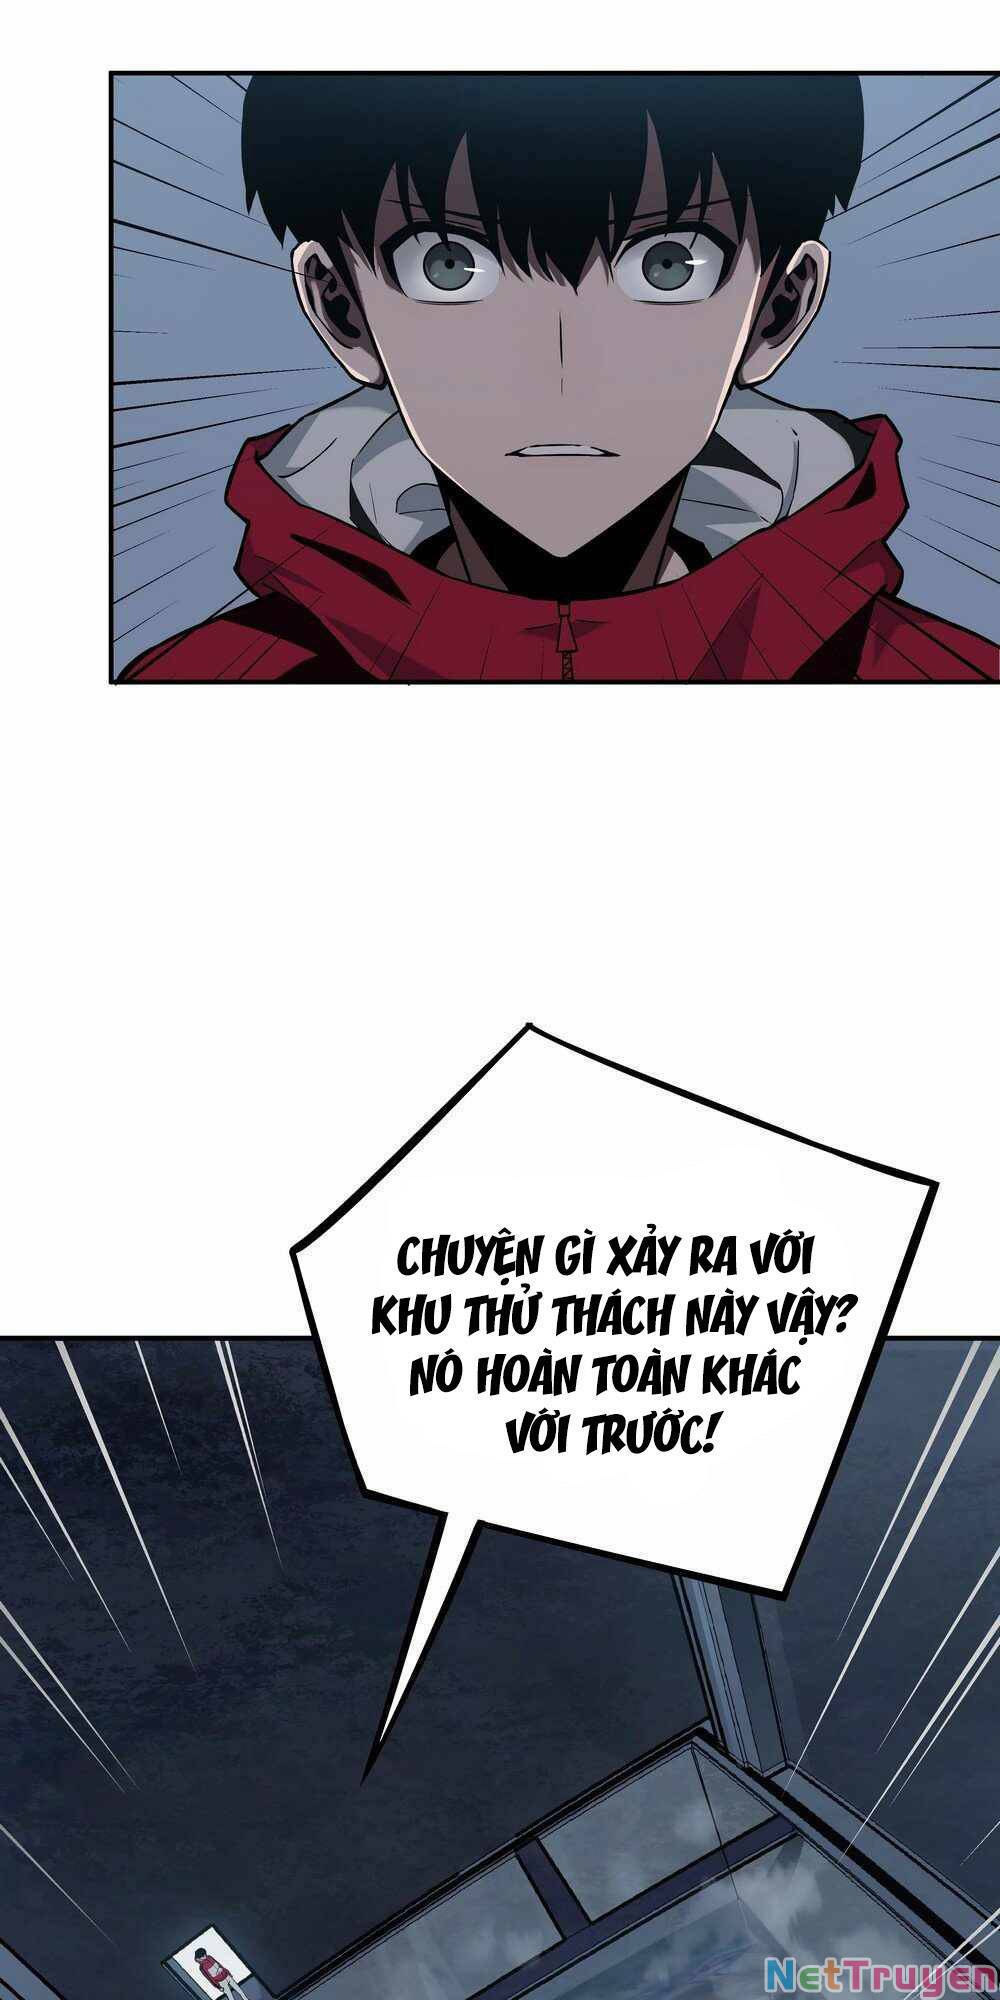 CHUYỆN GÌ XẢY RA VỚI
KHU THỬ THÁCH NÀY VẬY?
NÓ HOÀN TOÀN KHÁC
VỚI TRƯỚC!
NetTruyen